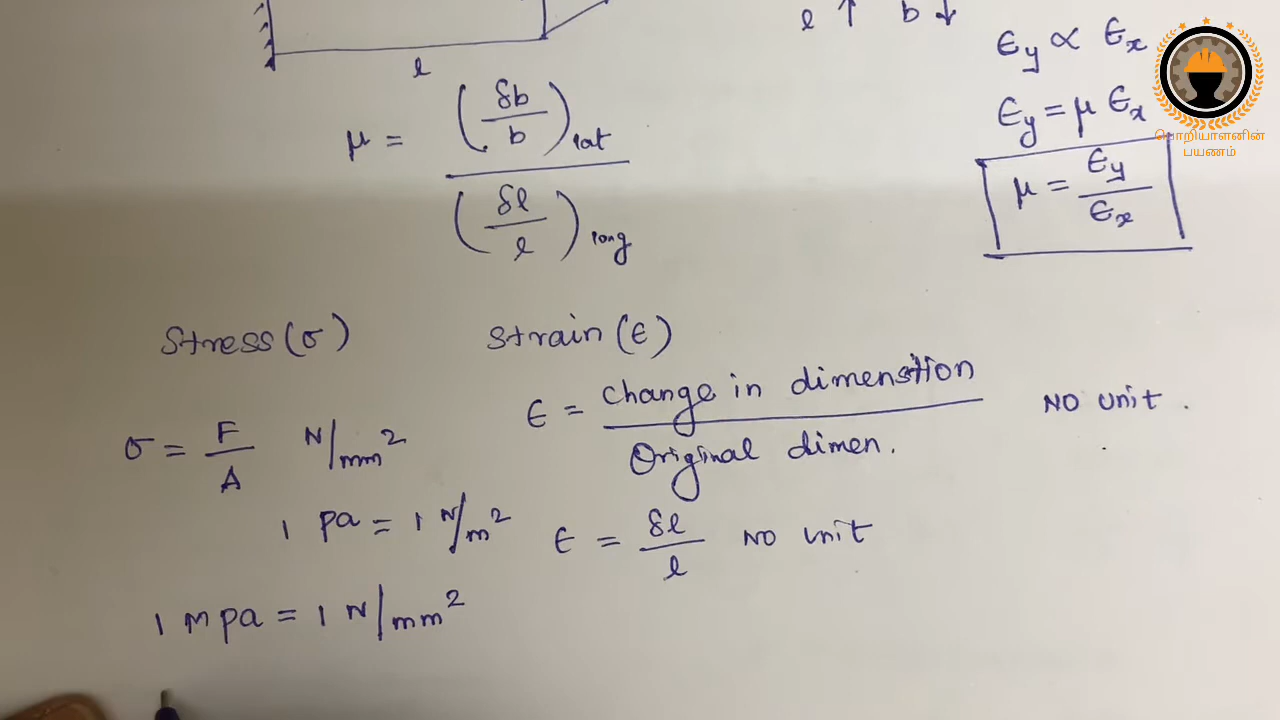 l ↑ b ↓
ϵy ∝ ϵx
l
ϵy = μ ϵx
பொறியாளனின்
பயணம்
μ = (δb/b)lat / (δl/l)long
μ = ϵy/ϵx
Stress (σ)
Strain (ϵ)
σ = F/A N/mm²
ϵ = Change in dimenstion / Original dimen. No unit.
1 pa = 1 N/m²
ϵ = δl/l No unit
1 Mpa = 1 N/mm²